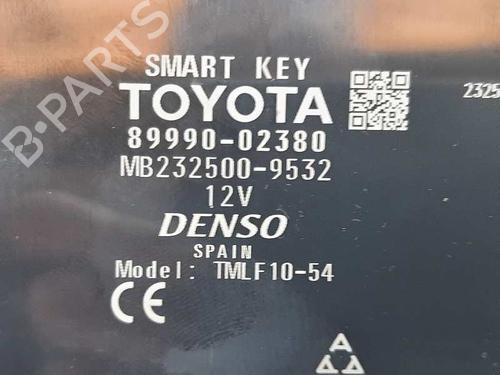 B-PARTS
SMART KEY
TOYOTA
89990-02380
2325
MB232500-9532
12V
DENSO
SPAIN
Model: TMLF10-54
CE
A